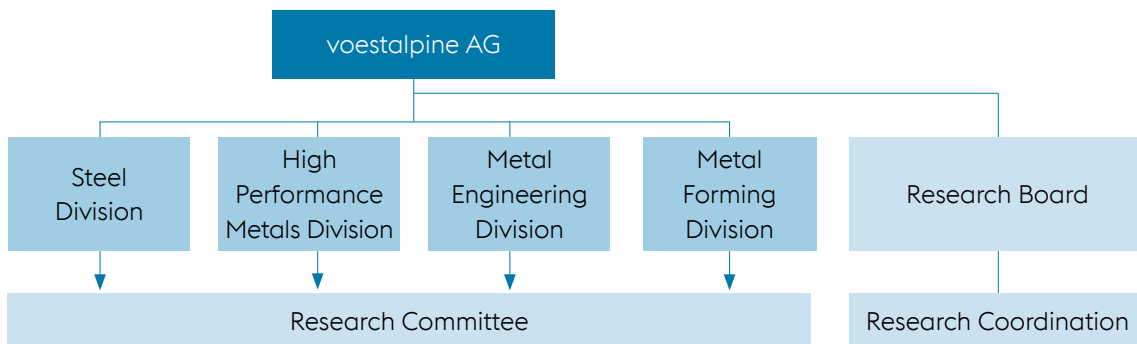 voestalpine AG
Steel
Division
High
Performance
Metals Division
Metal
Engineering
Division
Metal
Forming
Division
Research Board
Research Committee
Research Coordination